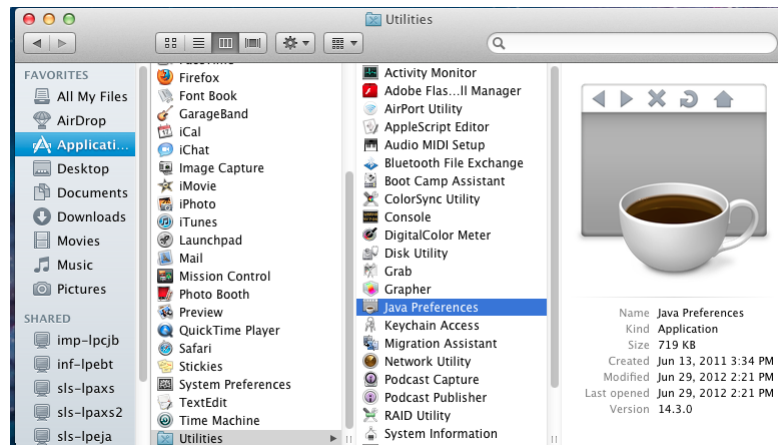 Utilities
FAVORITES
All My Files
AirDrop
Applicati...
Desktop
Documents
Downloads
Movies
Music
Pictures
SHARED
imp-lpcjb
inf-lpebt
sls-lpaxs
sls-lpaxs2
sls-lpeja
FaceTime
Firefox
Font Book
GarageBand
iCal
iChat
Image Capture
iMovie
iPhoto
iTunes
Launchpad
Mail
Mission Control
Photo Booth
Preview
QuickTime Player
Safari
Stickies
System Preferences
TextEdit
Time Machine
Utilities
Activity Monitor
Adobe Flas...ll Manager
AirPort Utility
AppleScript Editor
Audio MIDI Setup
Bluetooth File Exchange
Boot Camp Assistant
ColorSync Utility
Console
DigitalColor Meter
Disk Utility
Grab
Grapher
Java Preferences
Keychain Access
Migration Assistant
Network Utility
Podcast Capture
Podcast Publisher
RAID Utility
System Information
Name Java Preferences
Kind Application
Size 719 KB
Created Jun 13, 2011 3:34 PM
Modified Jun 29, 2012 2:21 PM
Last opened Jun 29, 2012 2:21 PM
Version 14.3.0